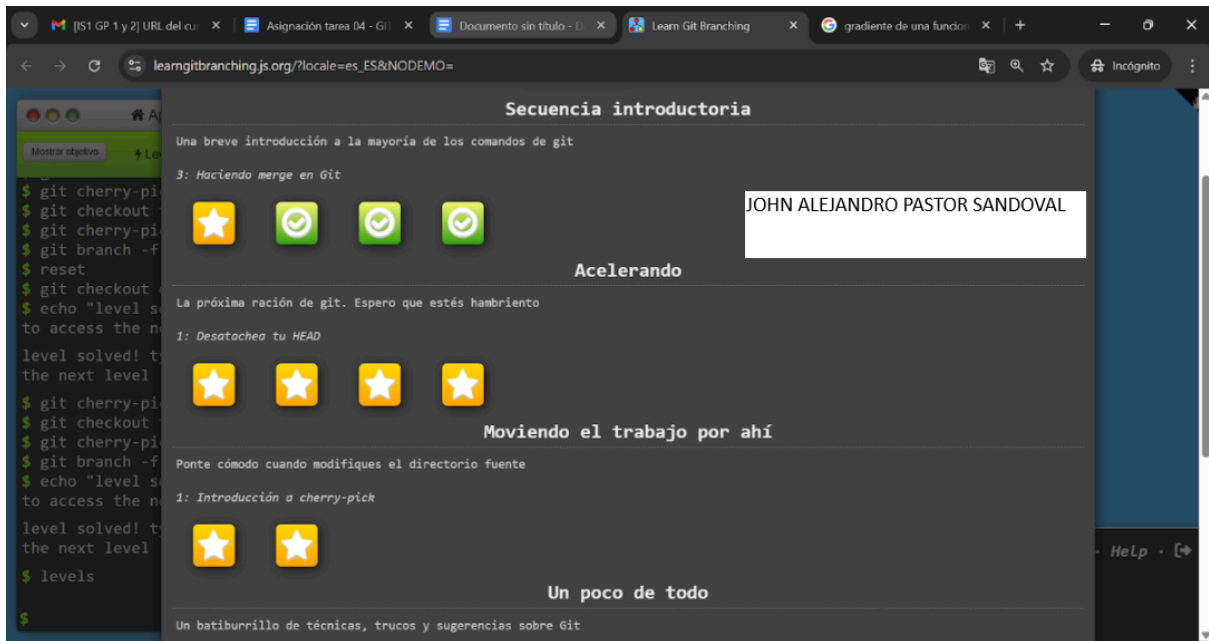 [IS1 GP 1 y 2] URL del cur
Asignación tarea 04 - GIT
Documento sin título - D
Learn Git Branching
gradiente de una funcion
learngitbranching.js.org/?locale=es_ES&NODEMO=
Incógnito
Mostrar objetivo
Secuencia introductoria
Una breve introducción a la mayoría de los comandos de git
3: Haciendo merge en Git
JOHN ALEJANDRO PASTOR SANDOVAL
Acelerando
La próxima ración de git. Espero que estés hambriento
1: Desatachea tu HEAD
Moviendo el trabajo por ahí
Ponte cómodo cuando modifiques el directorio fuente
1: Introducción a cherry-pick
Un poco de todo
Un batiburrillo de técnicas, trucos y sugerencias sobre Git
$ git cherry-pi
$ git checkout
$ git cherry-pi
$ git branch -f
$ reset
$ git checkout
$ echo "level s
to access the n
level solved! t
the next level
$ git cherry-pi
$ git checkout
$ git cherry-pi
$ git branch -f
$ echo "level s
to access the n
level solved! t
the next level
$ levels
$
· Help ·